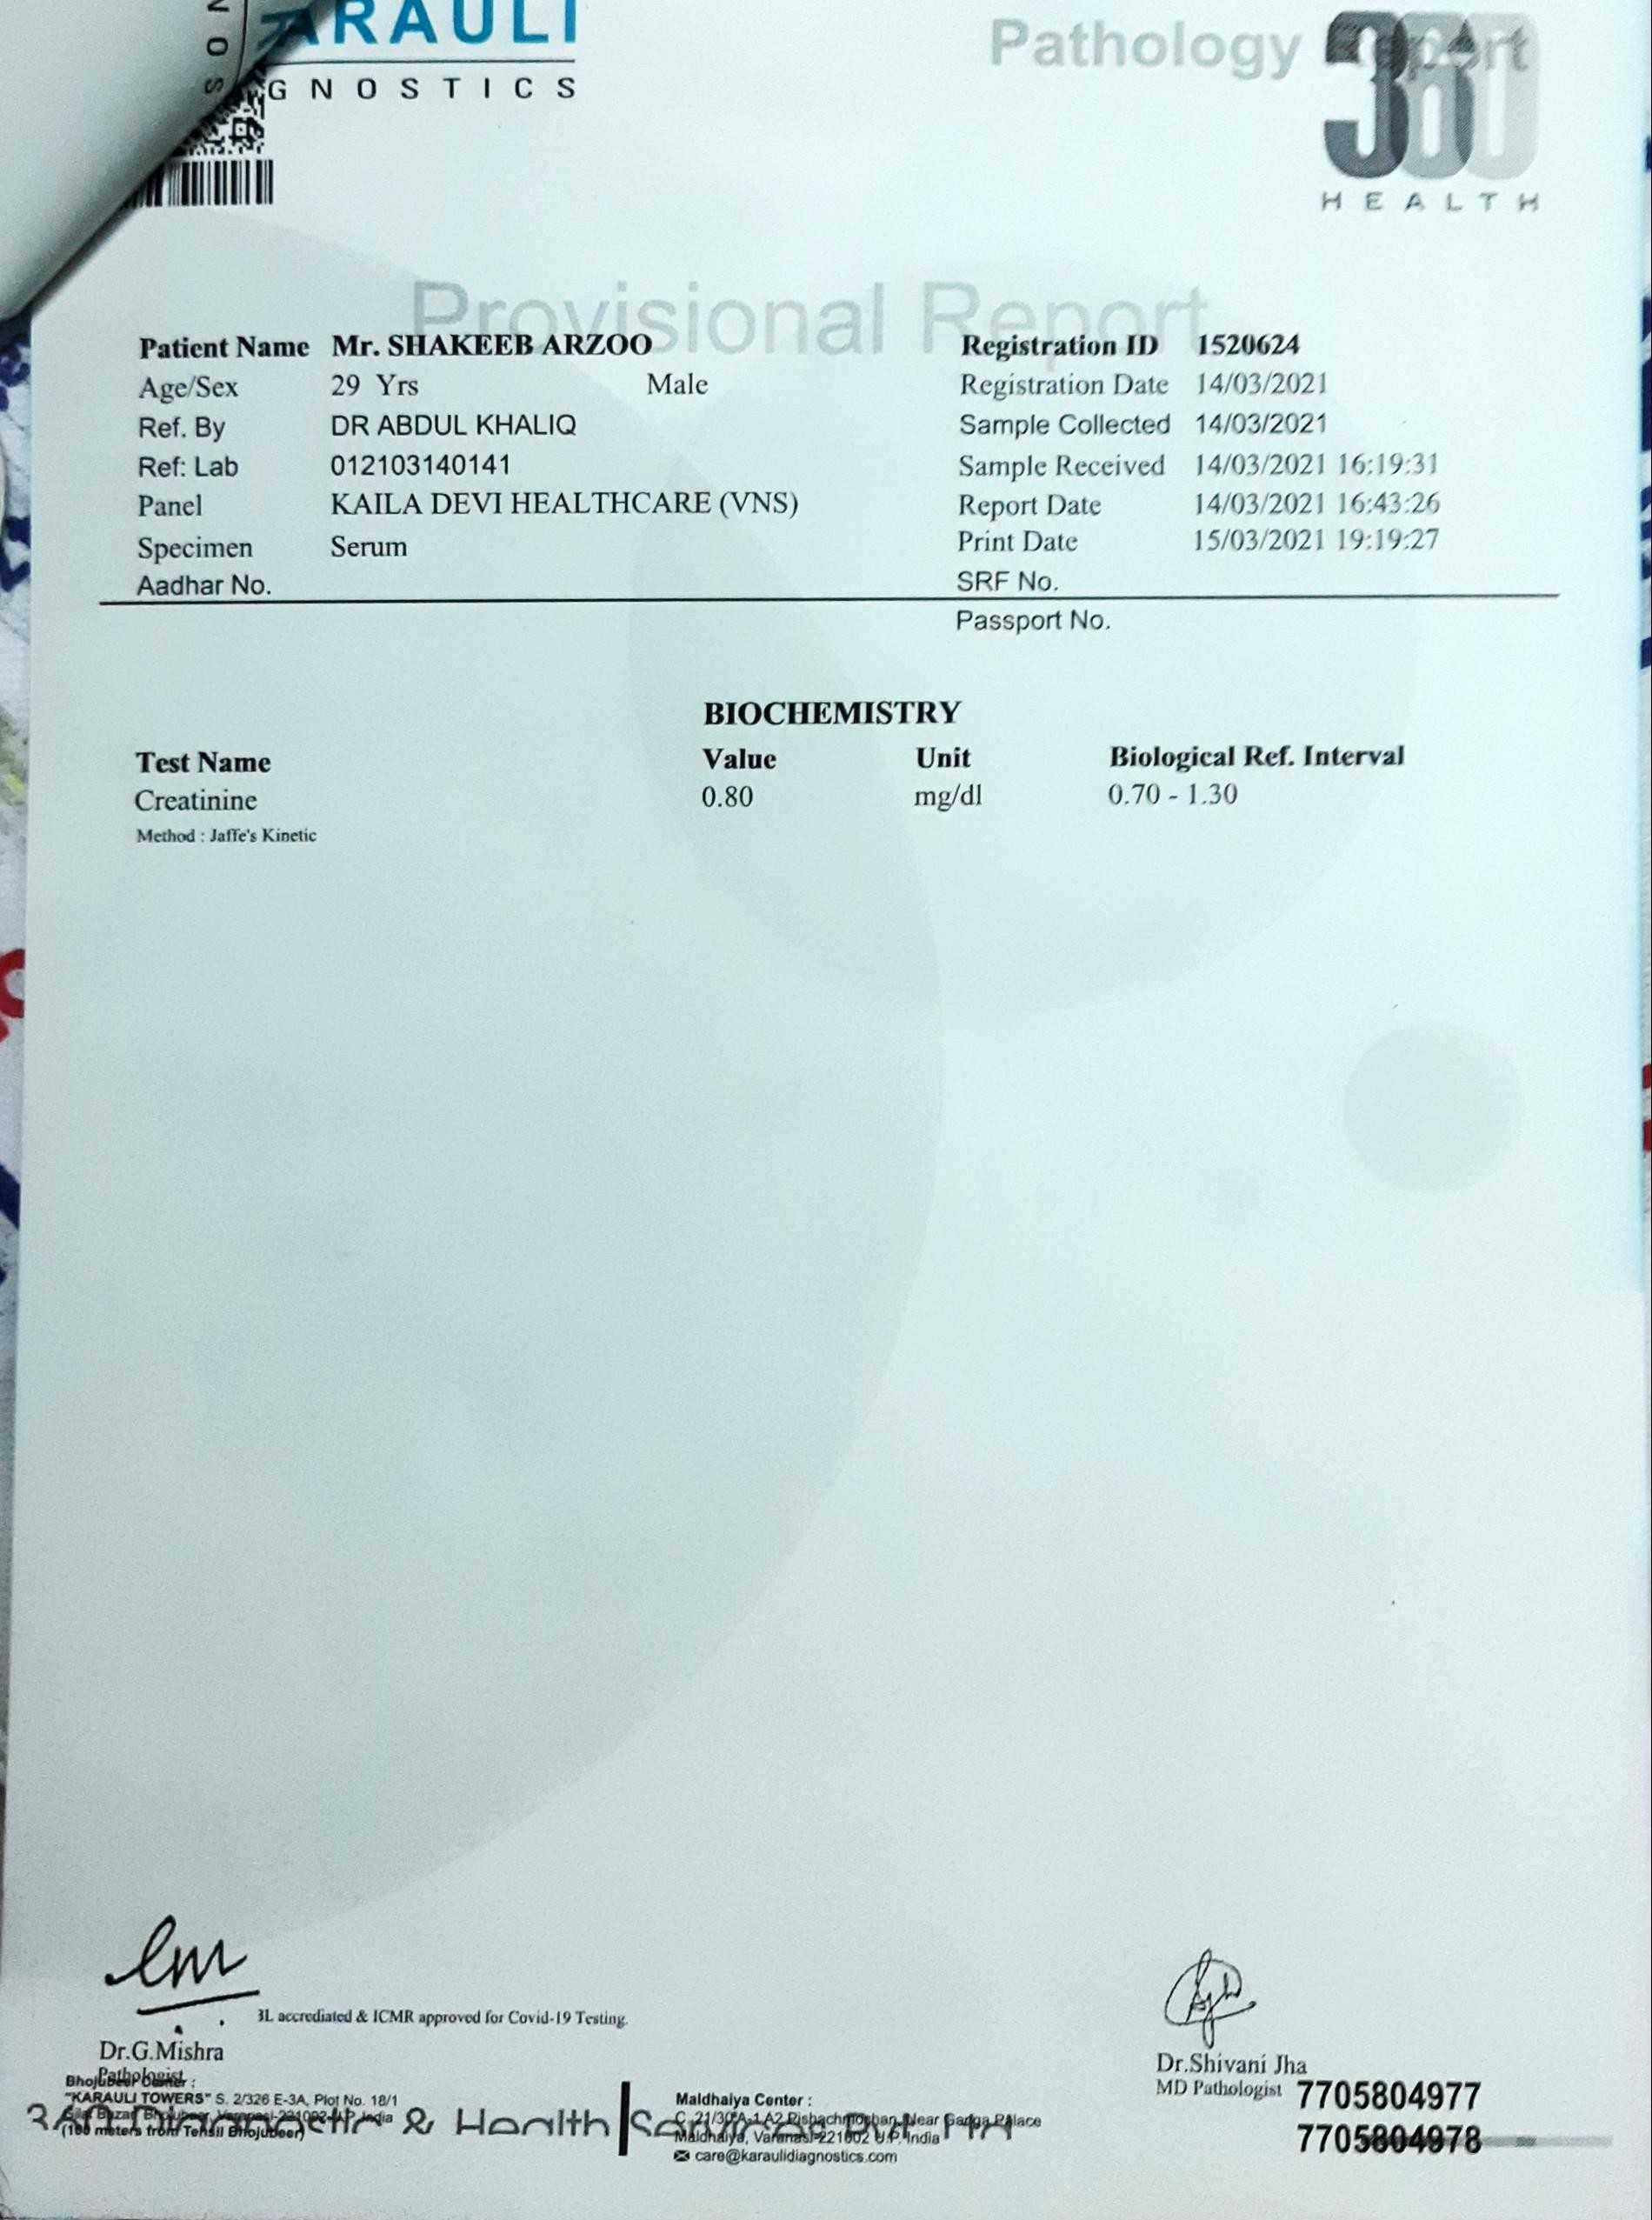 ARAULI
GNOSTICS
Pathology Report
360
HEALTH
Provisional Report
Patient Name Mr. SHAKEEB ARZOO
Age/Sex 29 Yrs Male
Ref. By DR ABDUL KHALIQ
Ref: Lab 012103140141
Panel KAILA DEVI HEALTHCARE (VNS)
Specimen Serum
Aadhar No.
Registration ID 1520624
Registration Date 14/03/2021
Sample Collected 14/03/2021
Sample Received 14/03/2021 16:19:31
Report Date 14/03/2021 16:43:26
Print Date 15/03/2021 19:19:27
SRF No.
Passport No.
BIOCHEMISTRY
Test Name Value Unit Biological Ref. Interval
Creatinine 0.80 mg/dl 0.70 - 1.30
Method : Jaffe's Kinetic
3L accrediated & ICMR approved for Covid-19 Testing.
Dr.G.Mishra
Pathologist
Dr.Shivani Jha
MD Pathologist
7705804977
7705804978
Bhojubeer Center :
"KARAULI TOWERS" S. 2/326 E-3A, Plot No. 18/1
Bhojubeer, Varanasi-221002 U.P. India
(100 meters from Tehsil Bhojubeer)
Maldhaiya Center :
C. 21/30 A-1 A2 Pishachmochan, Near Ganga Palace
Maldhaiya, Varanasi-221002 U.P. India
care@karaulidiagnostics.com
360 Diagnostic & Health Services Pvt Ltd